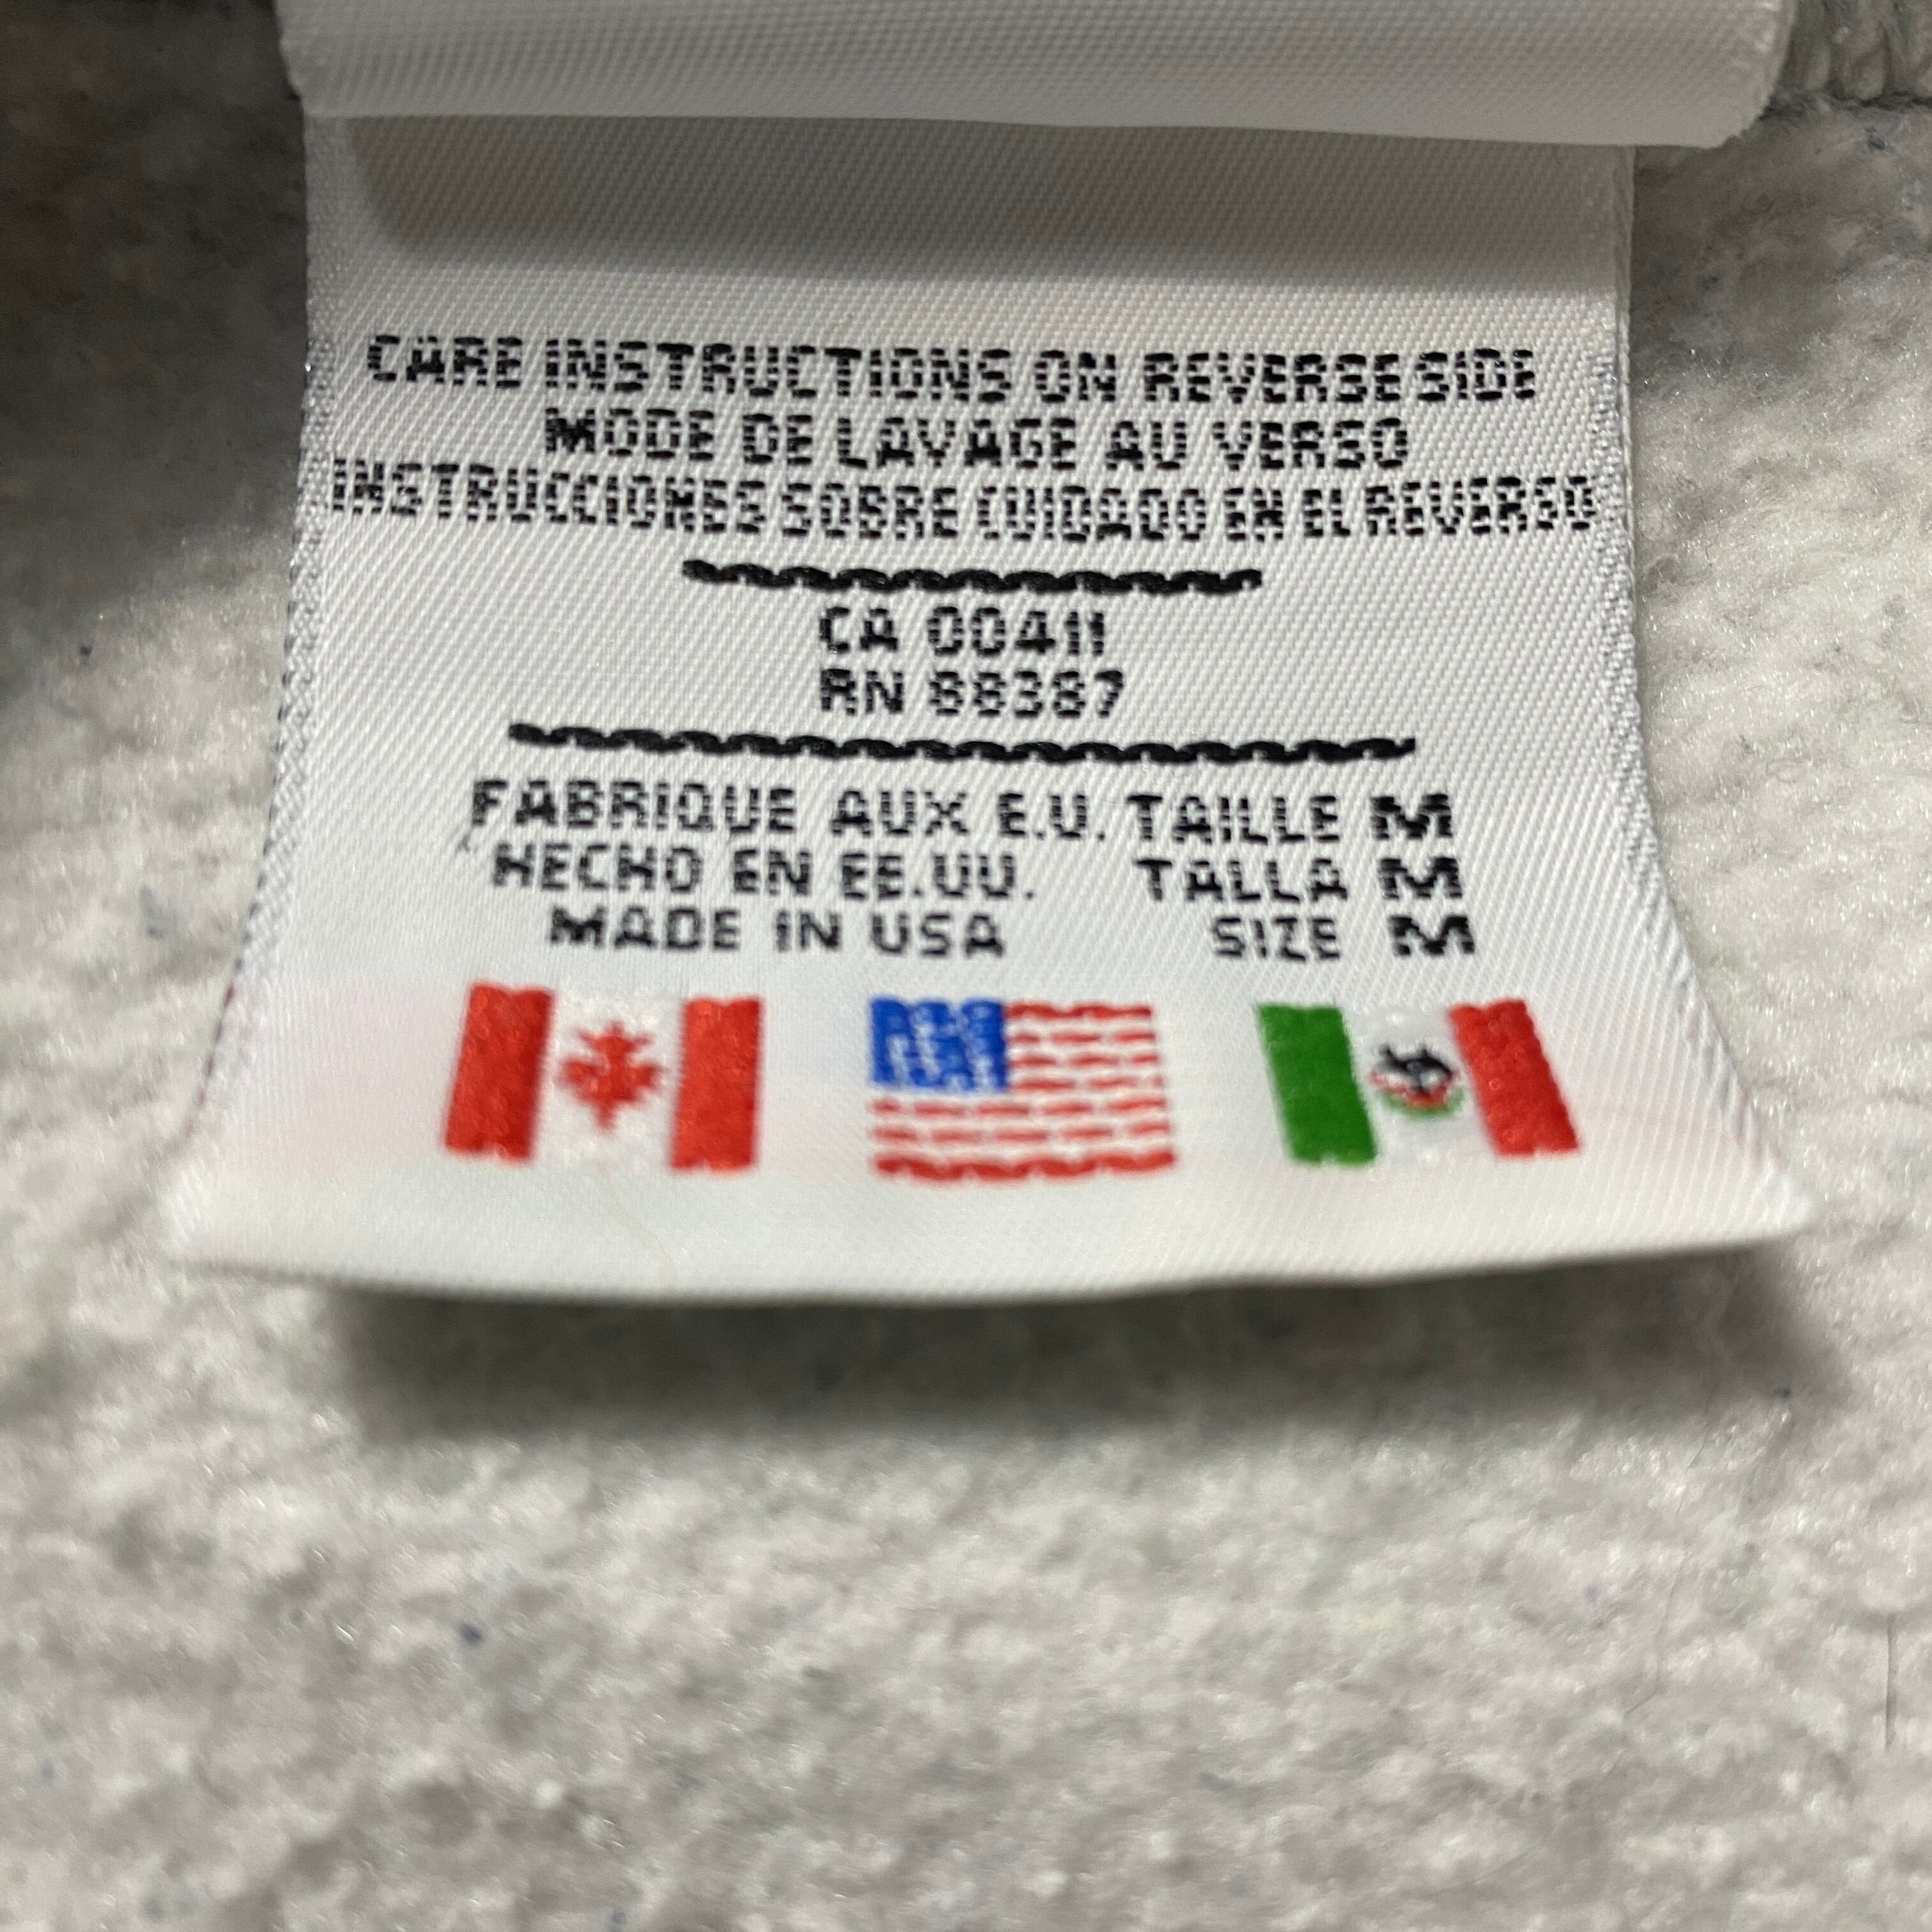 CARE INSTRUCTIONS ON REVERSE SIDE
MODE DE LAVAGE AU VERSO
INSTRUCCIONES SOBRE CUIDADO EN EL REVERSO
CA 00411
RN 88387
FABRIQUE AUX E.U. TAILLE M
HECHO EN EE.UU. TALLA M
MADE IN USA SIZE M